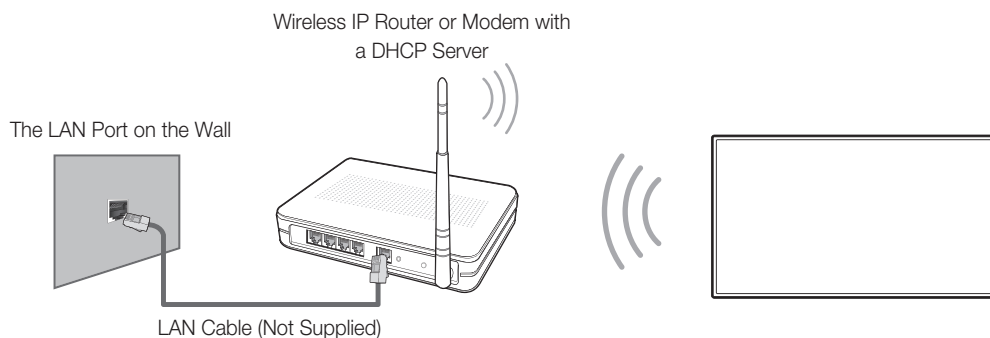 Wireless IP Router or Modem with
a DHCP Server
The LAN Port on the Wall
LAN Cable (Not Supplied)